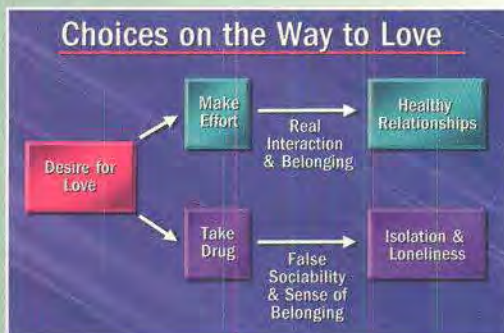 Choices on the Way to Love
Desire for
Love
Make
Effort
Real
Interaction
& Belonging
Healthy
Relationships
Take
Drug
False
Sociability
& Sense of
Belonging
Isolation &
Loneliness